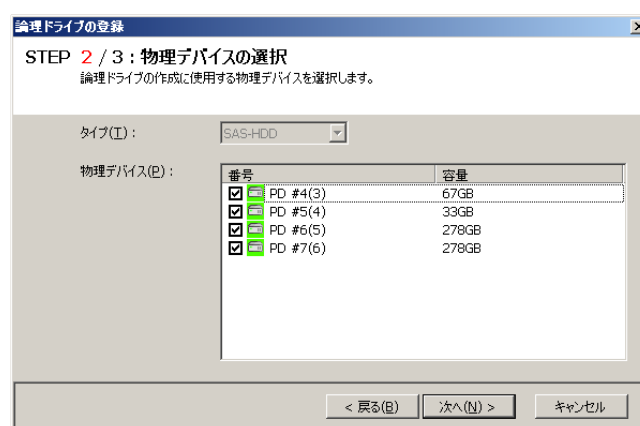 論理ドライブの登録
STEP 2 / 3：物理デバイスの選択
論理ドライブの作成に使用する物理デバイスを選択します。
タイプ(T)： SAS-HDD
物理デバイス(P)：
番号 容量
PD #4(3) 67GB
PD #5(4) 33GB
PD #6(5) 278GB
PD #7(6) 278GB
< 戻る(B) 次へ(N) > キャンセル